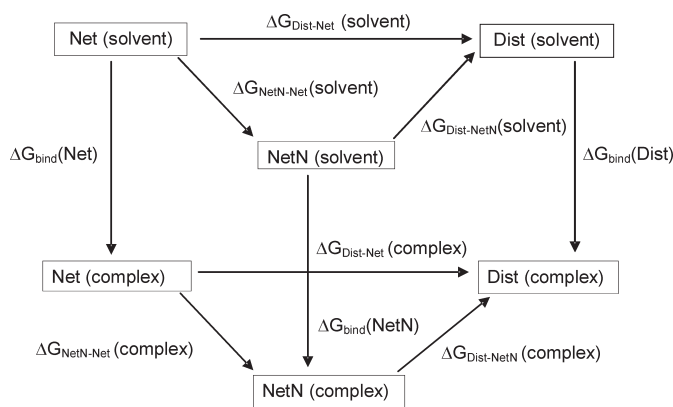 ΔG_Dist-Net (solvent)
Net (solvent)
Dist (solvent)
ΔG_NetN-Net(solvent)
ΔG_Dist-NetN(solvent)
ΔG_bind(Net)
NetN (solvent)
ΔG_bind(Dist)
ΔG_Dist-Net (complex)
Net (complex)
Dist (complex)
ΔG_bind(NetN)
ΔG_NetN-Net (complex)
ΔG_Dist-NetN (complex)
NetN (complex)